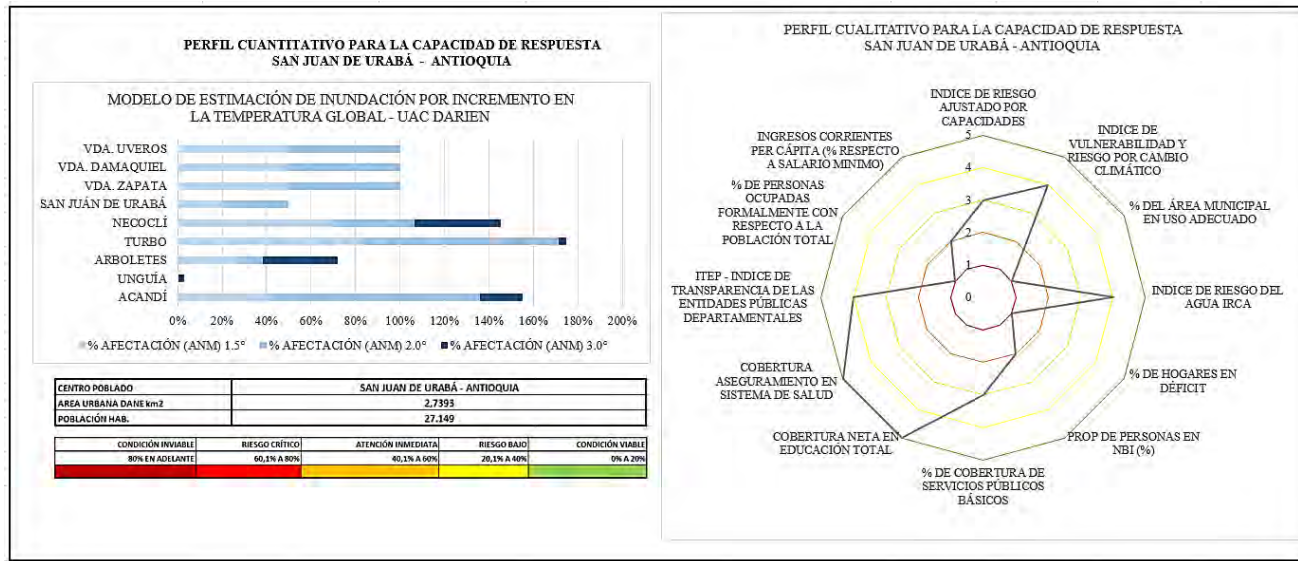 PERFIL CUANTITATIVO PARA LA CAPACIDAD DE RESPUESTA
SAN JUAN DE URABÁ - ANTIOQUIA
MODELO DE ESTIMACIÓN DE INUNDACIÓN POR INCREMENTO EN
LA TEMPERATURA GLOBAL - UAC DARIEN
VDA. UVEROS
VDA. DAMAQUIEL
VDA. ZAPATA
SAN JUÁN DE URABÁ
NECOCLÍ
TURBO
ARBOLETES
UNGUÍA
ACANDÍ
0% 20% 40% 60% 80% 100% 120% 140% 160% 180% 200%
% AFECTACIÓN (ANM) 1.5° % AFECTACIÓN (ANM) 2.0° % AFECTACIÓN (ANM) 3.0°
CENTRO POBLADO SAN JUAN DE URABÁ - ANTIOQUIA
AREA URBANA DANE km2 2,7393
POBLACIÓN HAB. 27.149
CONDICIÓN INVIABLE RIESGO CRÍTICO ATENCIÓN INMEDIATA RIESGO BAJO CONDICIÓN VIABLE
80% EN ADELANTE 60,1% A 80% 40,1% A 60% 20,1% A 40% 0% A 20%
PERFIL CUALITATIVO PARA LA CAPACIDAD DE RESPUESTA
SAN JUAN DE URABÁ - ANTIOQUIA
INDICE DE RIESGO
AJUSTADO POR
CAPACIDADES
INDICE DE
VULNERABILIDAD Y
RIESGO POR CAMBIO
CLIMÁTICO
% DEL ÁREA MUNICIPAL
EN USO ADECUADO
INDICE DE RIESGO DEL
AGUA IRCA
% DE HOGARES EN
DÉFICIT
PROP DE PERSONAS EN
NBI (%)
% DE COBERTURA DE
SERVICIOS PÚBLICOS
BÁSICOS
COBERTURA NETA EN
EDUCACIÓN TOTAL
COBERTURA
ASEGURAMIENTO EN
SISTEMA DE SALUD
ITEP - INDICE DE
TRANSPARENCIA DE LAS
ENTIDADES PÚBLICAS
DEPARTAMENTALES
% DE PERSONAS
OCUPADAS
FORMALMENTE CON
RESPECTO A LA
POBLACIÓN TOTAL
INGRESOS CORRIENTES
PER CÁPITA (% RESPECTO
A SALARIO MINIMO)
5
4
3
2
1
0